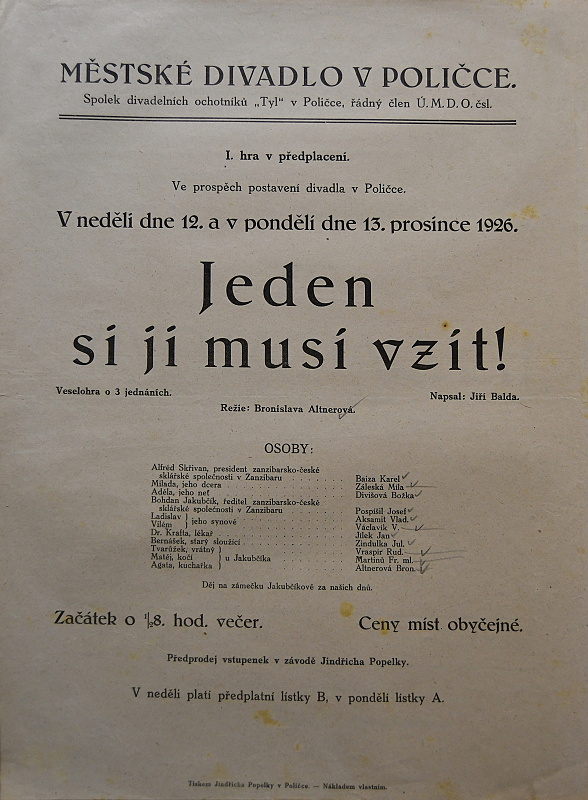 MĚSTSKÉ DIVADLO V POLIČCE.
Spolek divadelních ochotníků „Tyl“ v Poličce, řádný člen Ú. M. D. O. čsl.
I. hra v předplacení.
Ve prospěch postavení divadla v Poličce.
V neděli dne 12. a v pondělí dne 13. prosince 1926.
Jeden
si ji musí vzít!
Veselohra o 3 jednáních.
Napsal: Jiří Balda.
Režie: Bronislava Altnerová.
OSOBY:
Alfréd Skřivan, president zanzibarsko-české
sklářské společnosti v Zanzibaru . . . . . Baiza Karel
Milada, jeho dcera . . . . . Záleská Míla
Adéla, jeho neť . . . . . Divišová Božka
Bohdan Jakubčík, ředitel zanzibarsko-české
sklářské společnosti v Zanzibaru . . . . . Pospíšil Josef
Ladislav } jeho synové . . . . . Aksamit Vlad.
Vilém . . . . . Václavík V.
Dr. Krafta, lékař . . . . . Jílek Jan
Bernášek, starý sloužící . . . . . Zindulka Jul.
Tvarůžek, vrátný } . . . . . Vraspír Rud.
Matěj, kočí } u Jakubčíka . . . . . Martinů Fr. ml.
Agata, kuchařka } . . . . . Altnerová Bron.
Děj na zámečku Jakubčíkově za našich dnů.
Začátek o 1/2 8. hod. večer.
Ceny míst obyčejné.
Předprodej vstupenek v závodě Jindřicha Popelky.
V neděli platí předplatní lístky B, v pondělí lístky A.
Tiskem Jindřicha Popelky v Poličce. — Nákladem vlastním.